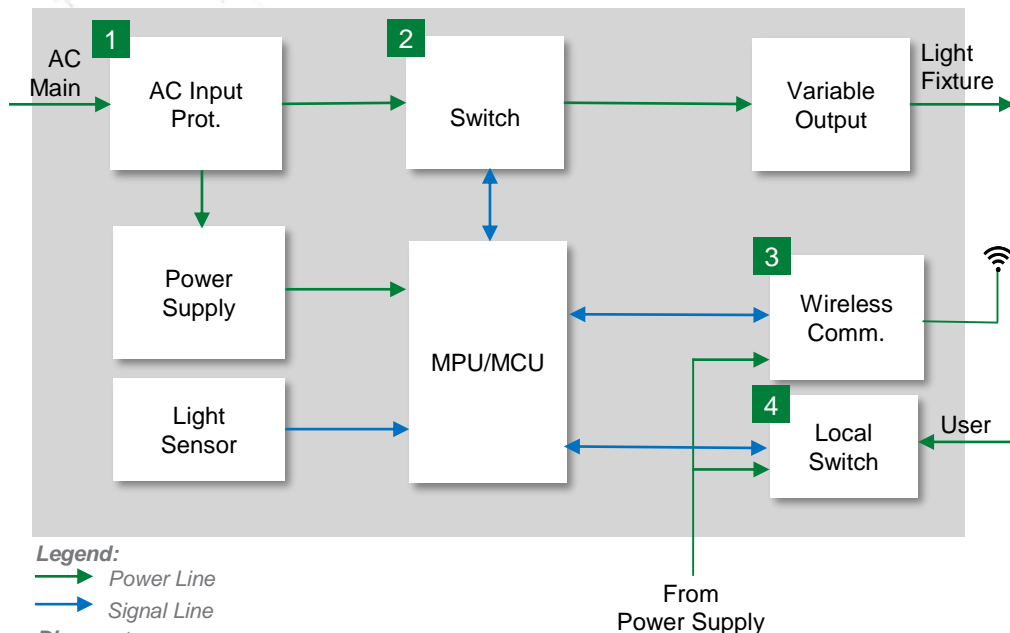 1
2
AC
Main
AC Input
Prot.
Switch
Variable
Output
Light
Fixture
Power
Supply
MPU/MCU
3
Wireless
Comm.
Light
Sensor
4
Local
Switch
User
Legend:
Power Line
Signal Line
From
Power Supply